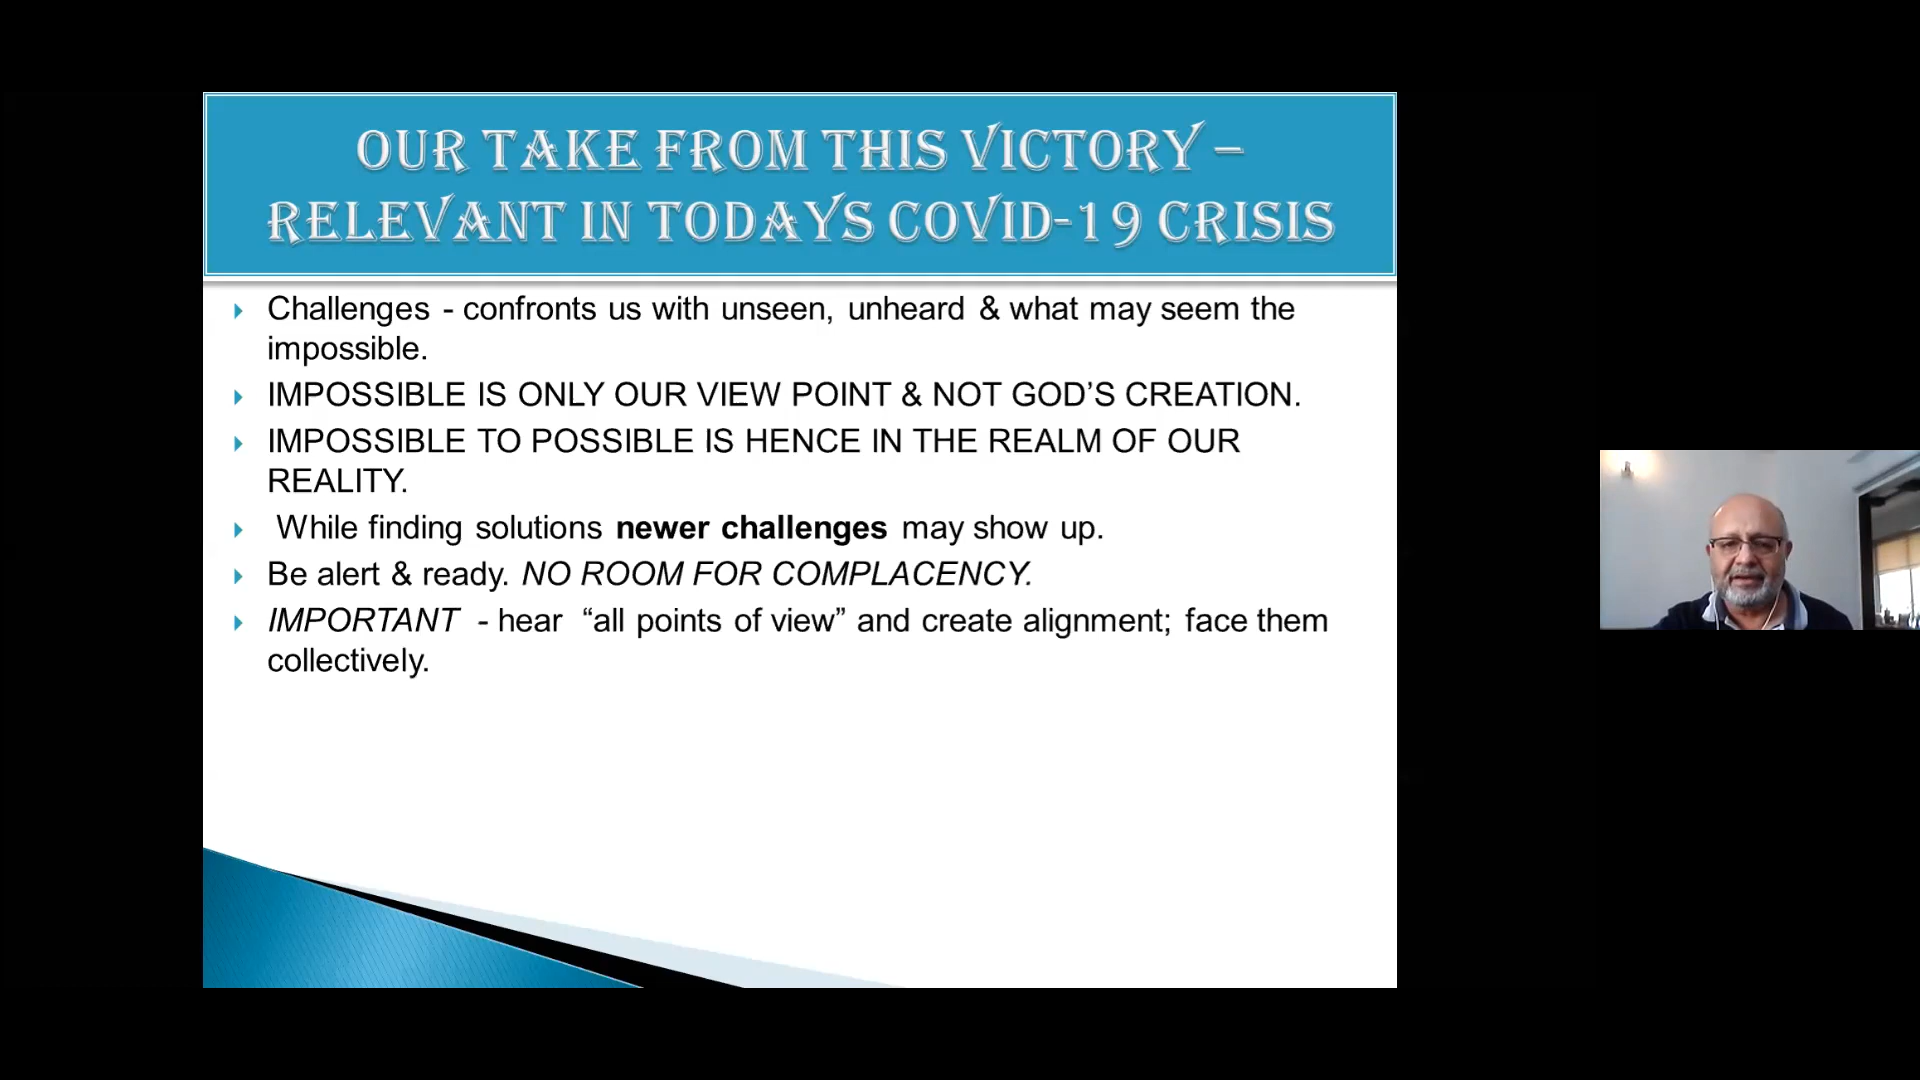 OUR TAKE FROM THIS VICTORY –
RELEVANT IN TODAYS COVID-19 CRISIS
Challenges - confronts us with unseen, unheard & what may seem the
impossible.
IMPOSSIBLE IS ONLY OUR VIEW POINT & NOT GOD’S CREATION.
IMPOSSIBLE TO POSSIBLE IS HENCE IN THE REALM OF OUR
REALITY.
While finding solutions newer challenges may show up.
Be alert & ready. NO ROOM FOR COMPLACENCY.
IMPORTANT - hear “all points of view” and create alignment; face them
collectively.